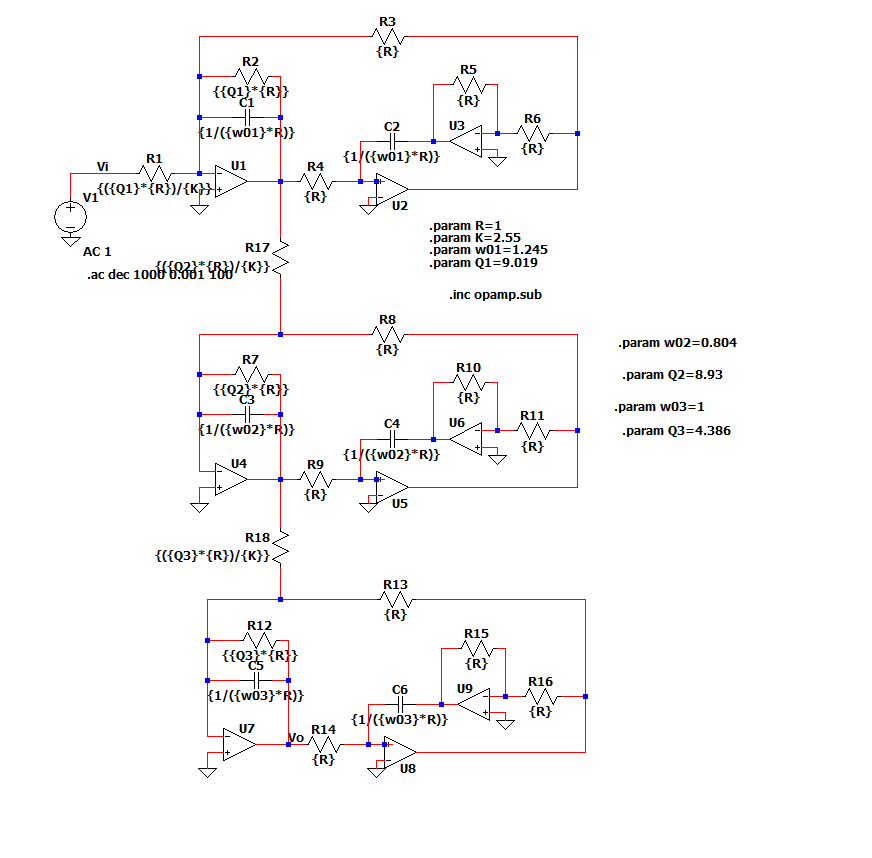 R3
{R}
R2
{{Q1}*{R}}
C1
{1/({w01}*R)}
R5
{R}
C2
{1/({w01}*R)}
U3
R6
{R}
Vi
R1
{({Q1}*{R})/{K}}
U1
R4
{R}
U2
V1
AC 1
.ac dec 1000 0.001 100
R17
{({Q2}*{R})/{K}}
.param R=1
.param K=2.55
.param w01=1.245
.param Q1=9.019
.inc opamp.sub
R8
{R}
.param w02=0.804
.param Q2=8.93
.param w03=1
.param Q3=4.386
R7
{{Q2}*{R}}
C3
{1/({w02}*R)}
R10
{R}
C4
{1/({w02}*R)}
U6
R11
{R}
U4
R9
{R}
U5
R18
{({Q3}*{R})/{K}}
R13
{R}
R12
{{Q3}*{R}}
C5
{1/({w03}*R)}
R15
{R}
C6
{1/({w03}*R)}
U9
R16
{R}
U7
Vo
R14
{R}
U8